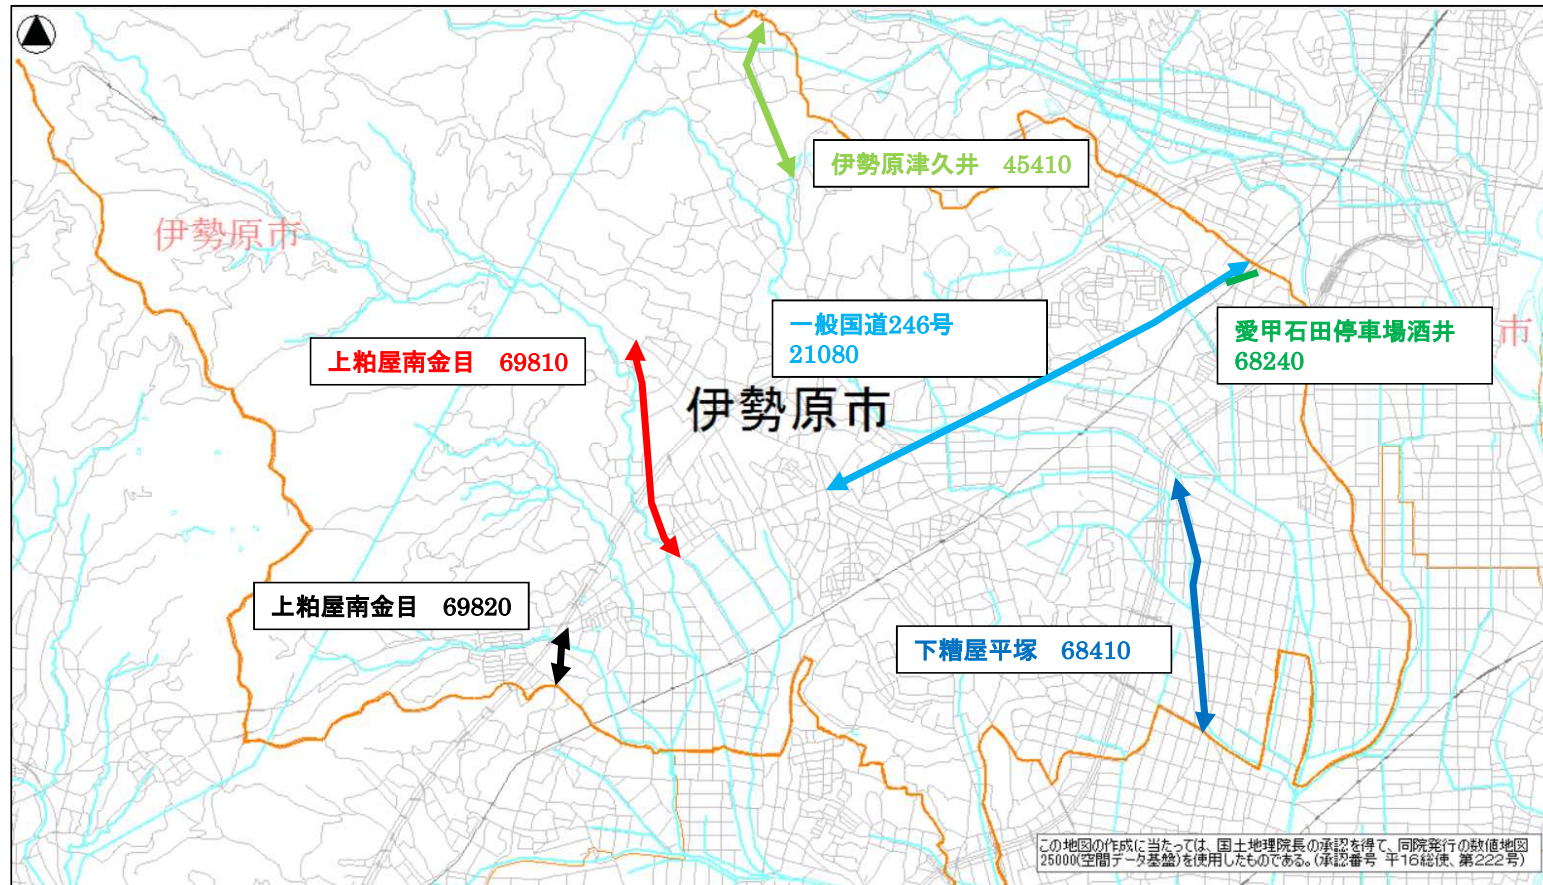 伊勢原津久井　45410
伊勢原市
一般国道246号
21080
愛甲石田停車場酒井
68240
市
上粕屋南金目　69810
伊勢原市
上粕屋南金目　69820
下糟屋平塚　68410
この地図の作成に当たっては、国土地理院長の承認を得て、同院発行の数値地図
25000(空間データ基盤)を使用したものである。(承認番号　平16総使、第222号)